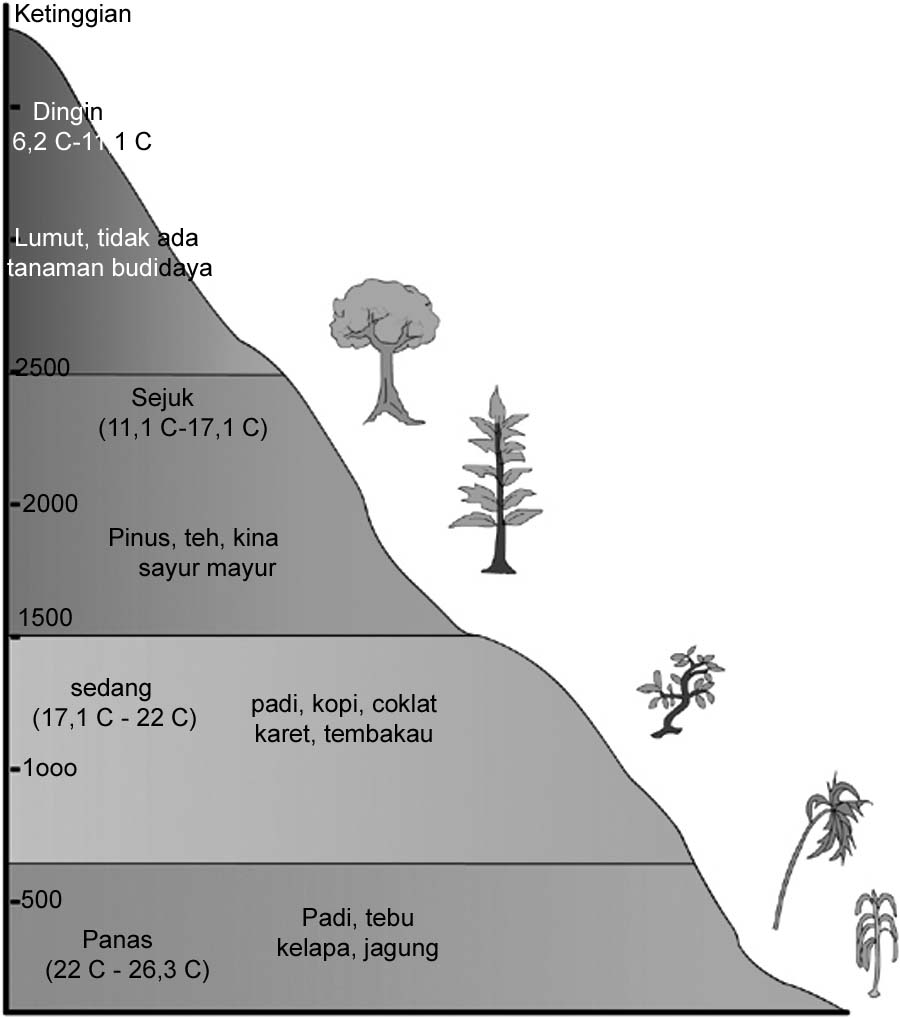 Ketinggian
Dingin
6,2 C-11,1 C
Lumut, tidak ada
tanaman budidaya
2500
Sejuk
(11,1 C-17,1 C)
2000
Pinus, teh, kina
sayur mayur
1500
sedang
(17,1 C - 22 C)
padi, kopi, coklat
karet, tembakau
1ooo
500
Panas
(22 C - 26,3 C)
Padi, tebu
kelapa, jagung